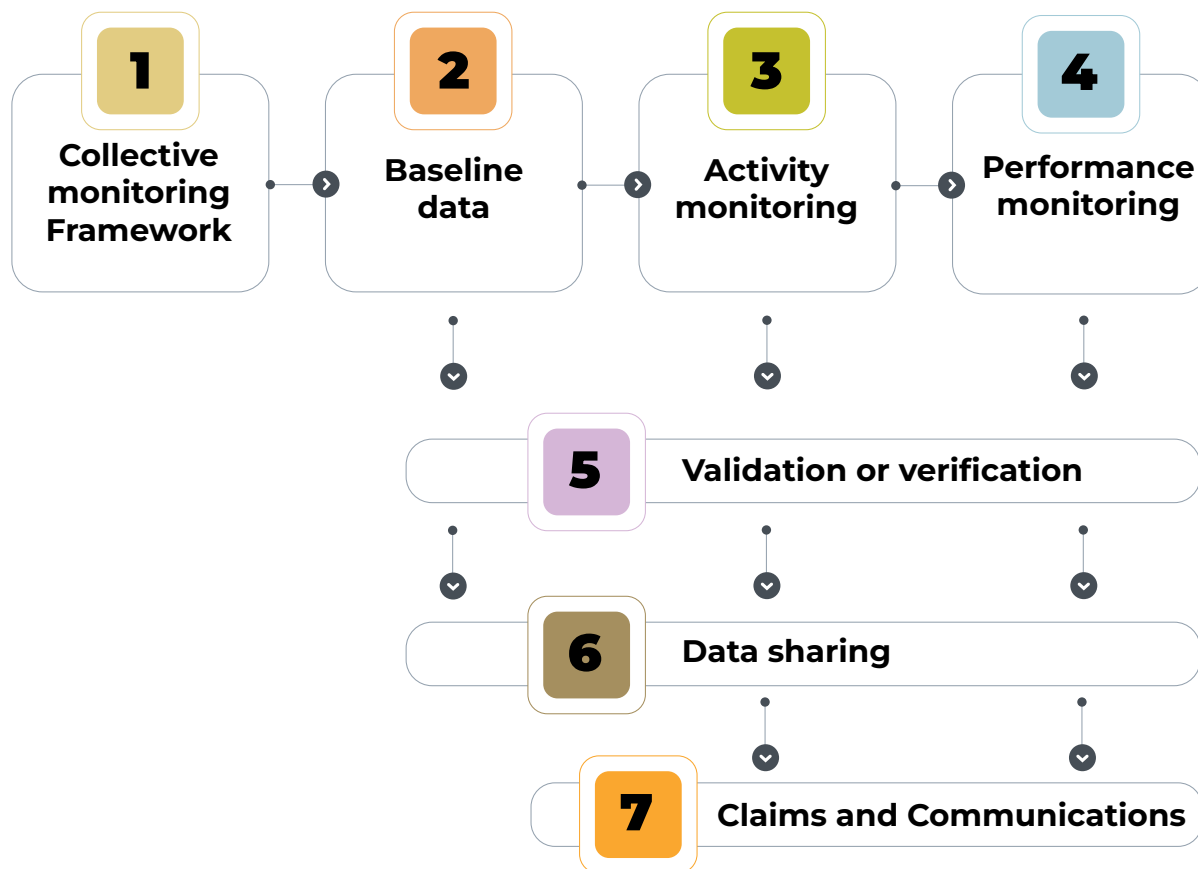 1
Collective
monitoring
Framework
2
Baseline
data
3
Activity
monitoring
4
Performance
monitoring
5
Validation or verification
6
Data sharing
7
Claims and Communications